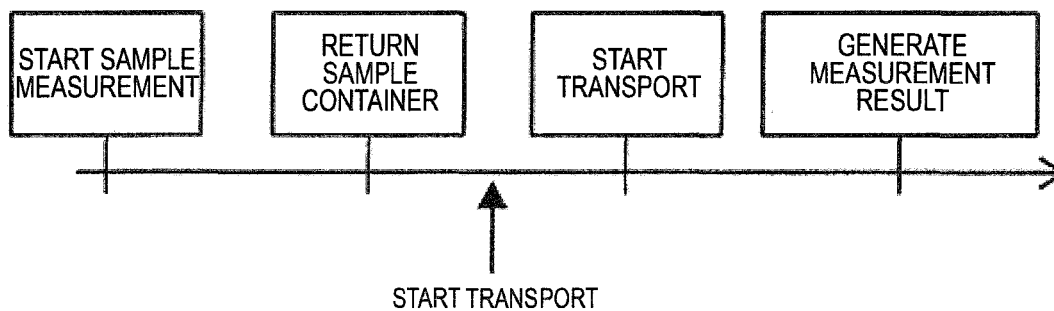 START SAMPLE
MEASUREMENT
RETURN
SAMPLE
CONTAINER
START
TRANSPORT
GENERATE
MEASUREMENT
RESULT
START TRANSPORT